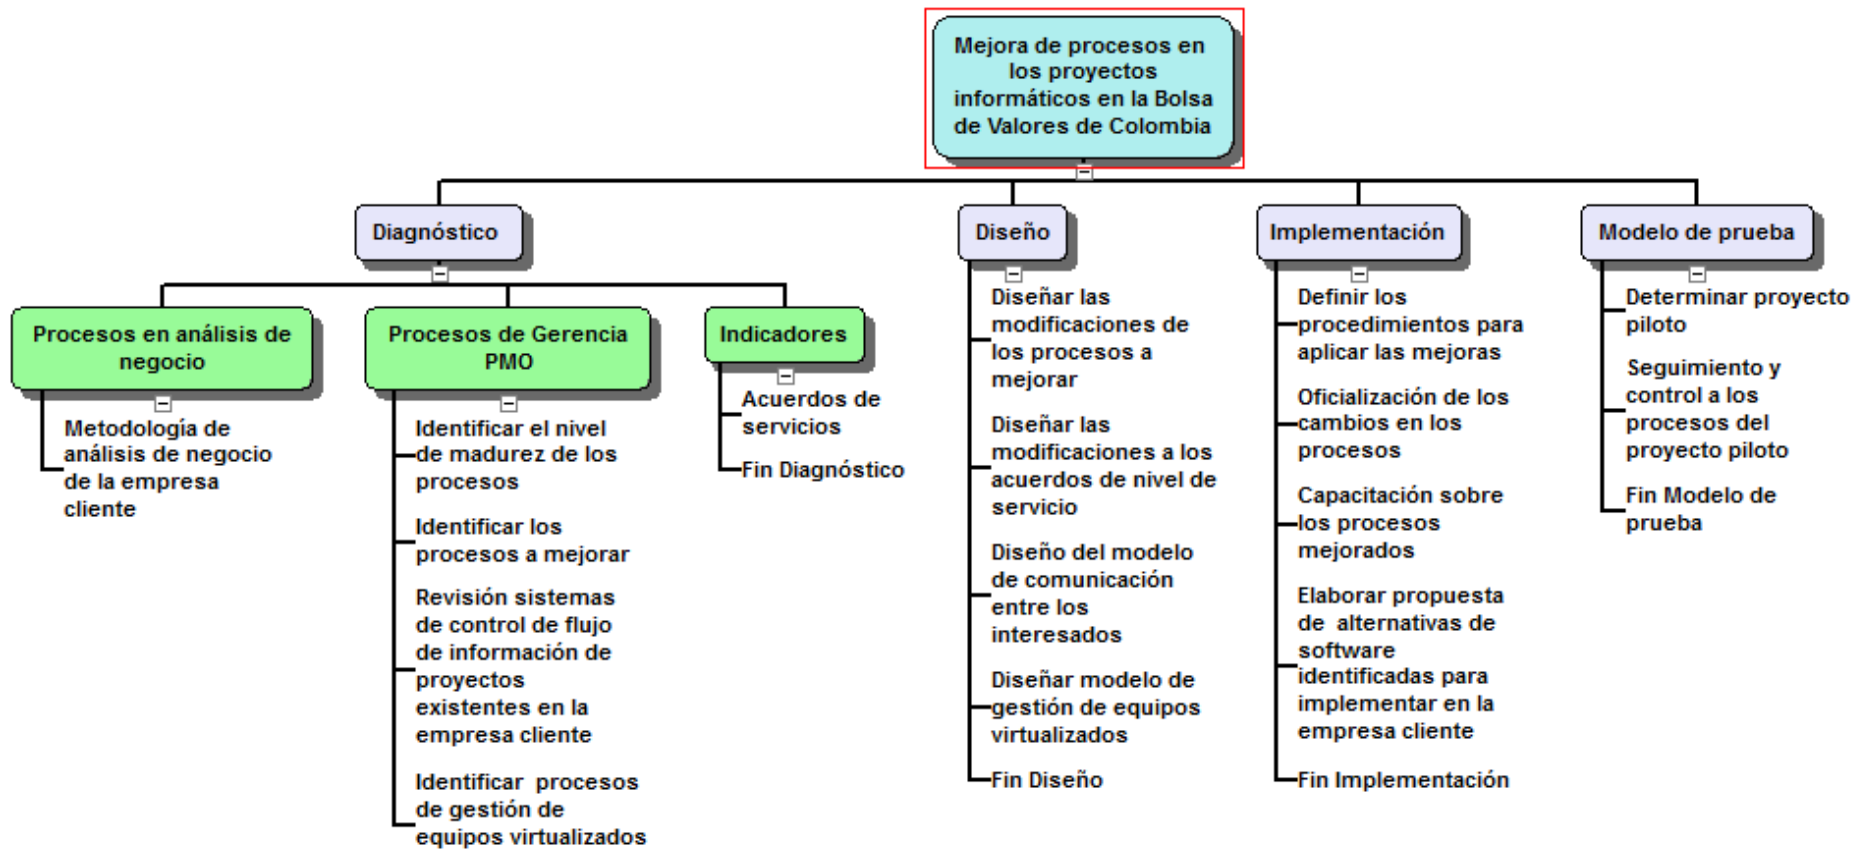 Mejora de procesos en
los proyectos
informáticos en la Bolsa
de Valores de Colombia
Diagnóstico
Diseño
Implementación
Modelo de prueba
Procesos en análisis de
negocio
Metodología de
análisis de negocio
de la empresa
cliente
Procesos de Gerencia
PMO
Identificar el nivel
de madurez de los
procesos
Identificar los
procesos a mejorar
Revisión sistemas
de control de flujo
de información de
proyectos
existentes en la
empresa cliente
Identificar  procesos
de gestión de
equipos virtualizados
Indicadores
Acuerdos de
servicios
Fin Diagnóstico
Diseñar las
modificaciones de
los procesos a
mejorar
Diseñar las
modificaciones a los
acuerdos de nivel de
servicio
Diseño del modelo
de comunicación
entre los
interesados
Diseñar modelo de
gestión de equipos
virtualizados
Fin Diseño
Definir los
procedimientos para
aplicar las mejoras
Oficialización de los
cambios en los
procesos
Capacitación sobre
los procesos
mejorados
Elaborar propuesta
de  alternativas de
software
identificadas para
implementar en la
empresa cliente
Fin Implementación
Determinar proyecto
piloto
Seguimiento y
control a los
procesos del
proyecto piloto
Fin Modelo de
prueba